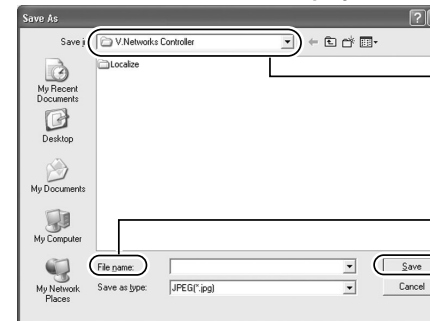 Save As
Save i
V.Networks Controller
Localize
My Recent
Documents
Desktop
My Documents
My Computer
My Network
Places
File name:
Save
Save as type:
JPEG(*.jpg)
Cancel